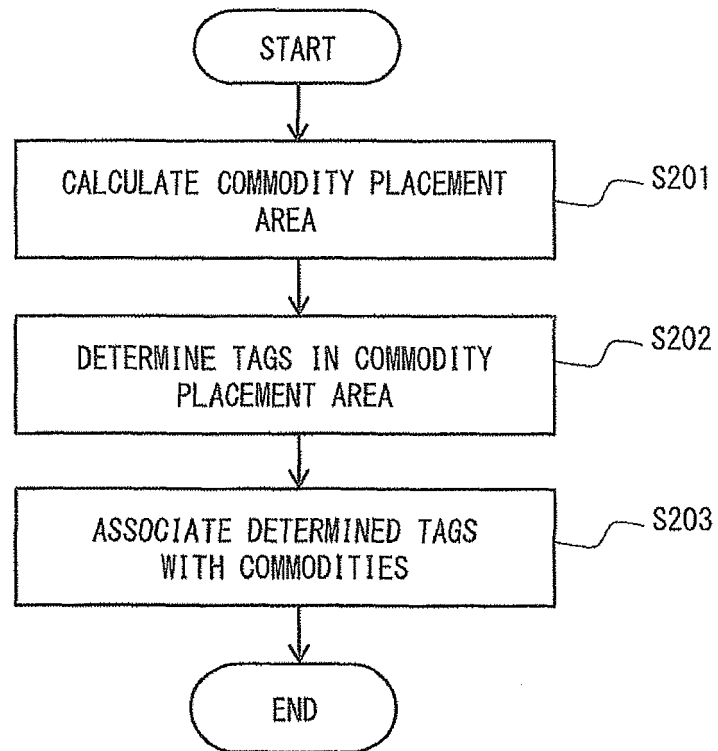 START
CALCULATE COMMODITY PLACEMENT
AREA
S201
DETERMINE TAGS IN COMMODITY
PLACEMENT AREA
S202
ASSOCIATE DETERMINED TAGS
WITH COMMODITIES
S203
END